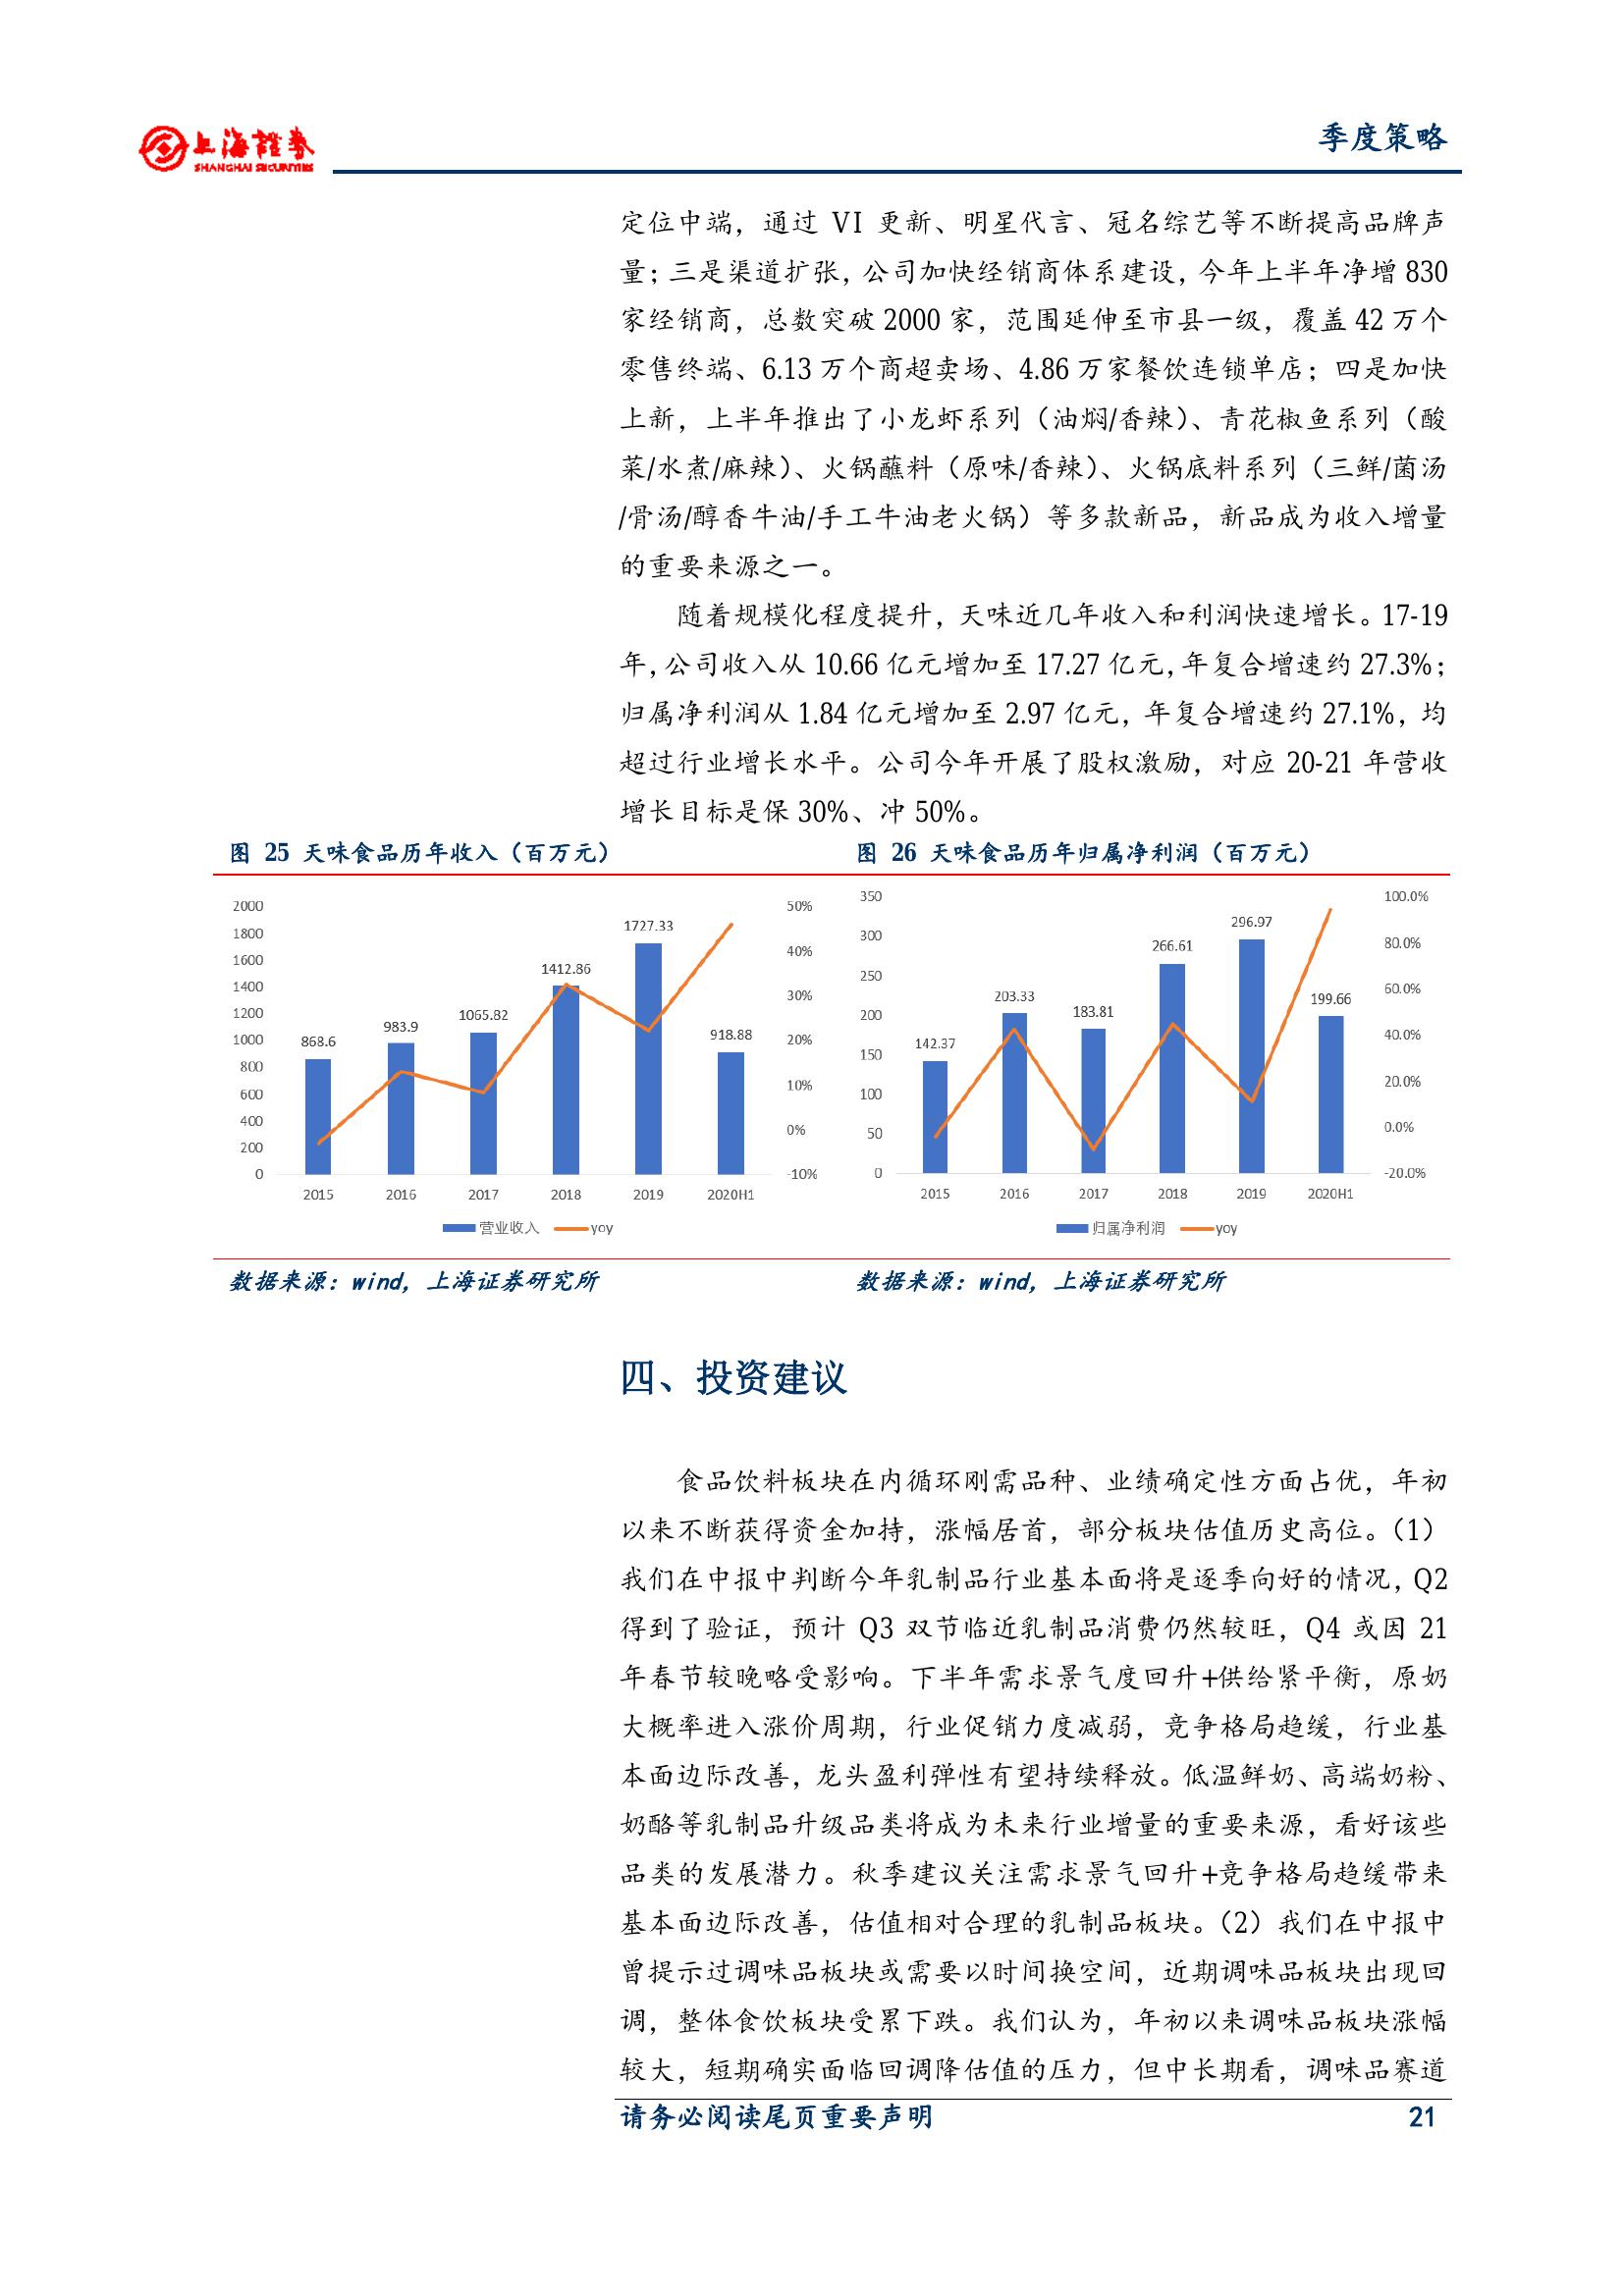 上海證券
SHANGHAI SECURITIES
季度策略
定位中端，通过 VI 更新、明星代言、冠名综艺等不断提高品牌声
量；三是渠道扩张，公司加快经销商体系建设，今年上半年净增 830
家经销商，总数突破 2000 家，范围延伸至市县一级，覆盖 42 万个
零售终端、6.13 万个商超卖场、4.86 万家餐饮连锁单店；四是加快
上新，上半年推出了小龙虾系列（油焖/香辣）、青花椒鱼系列（酸
菜/水煮/麻辣）、火锅蘸料（原味/香辣）、火锅底料系列（三鲜/菌汤
/骨汤/醇香牛油/手工牛油老火锅）等多款新品，新品成为收入增量
的重要来源之一。
随着规模化程度提升，天味近几年收入和利润快速增长。17-19
年，公司收入从 10.66 亿元增加至 17.27 亿元，年复合增速约 27.3%；
归属净利润从 1.84 亿元增加至 2.97 亿元，年复合增速约 27.1%，均
超过行业增长水平。公司今年开展了股权激励，对应 20-21 年营收
增长目标是保 30%、冲 50%。
图 25 天味食品历年收入（百万元）
2000
1800
1600
1400
1200
1000
800
600
400
200
0
50%
40%
30%
20%
10%
0%
-10%
868.6
983.9
1065.82
1412.86
1727.33
918.88
2015 2016 2017 2018 2019 2020H1
营业收入 yoy
数据来源：wind，上海证券研究所
图 26 天味食品历年归属净利润（百万元）
350
300
250
200
150
100
50
0
100.0%
80.0%
60.0%
40.0%
20.0%
0.0%
-20.0%
142.37
203.33
183.81
266.61
296.97
199.66
2015 2016 2017 2018 2019 2020H1
归属净利润 yoy
数据来源：wind，上海证券研究所
四、投资建议
食品饮料板块在内循环刚需品种、业绩确定性方面占优，年初
以来不断获得资金加持，涨幅居首，部分板块估值历史高位。（1）
我们在中报中判断今年乳制品行业基本面将是逐季向好的情况，Q2
得到了验证，预计 Q3 双节临近乳制品消费仍然较旺，Q4 或因 21
年春节较晚略受影响。下半年需求景气度回升+供给紧平衡，原奶
大概率进入涨价周期，行业促销力度减弱，竞争格局趋缓，行业基
本面边际改善，龙头盈利弹性有望持续释放。低温鲜奶、高端奶粉、
奶酪等乳制品升级品类将成为未来行业增量的重要来源，看好该些
品类的发展潜力。秋季建议关注需求景气回升+竞争格局趋缓带来
基本面边际改善，估值相对合理的乳制品板块。（2）我们在中报中
曾提示过调味品板块或需要以时间换空间，近期调味品板块出现回
调，整体食饮板块受累下跌。我们认为，年初以来调味品板块涨幅
较大，短期确实面临回调降估值的压力，但中长期看，调味品赛道
请务必阅读尾页重要声明
21